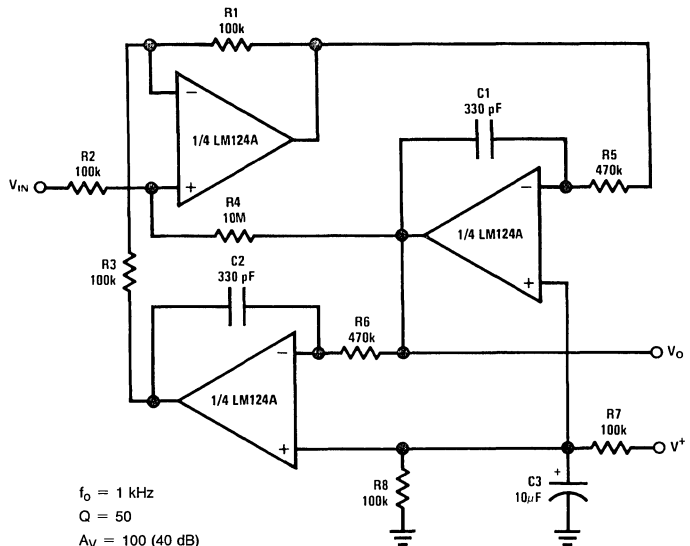 R1
100k
−
1/4 LM124A
+
C1
330 pF
R2
100k
VIN
R5
470k
−
1/4 LM124A
+
R4
10M
R3
100k
C2
330 pF
R6
470k
−
1/4 LM124A
+
VO
R7
100k
V+
R8
100k
+
C3
10μF
fo = 1 kHz
Q = 50
AV = 100 (40 dB)